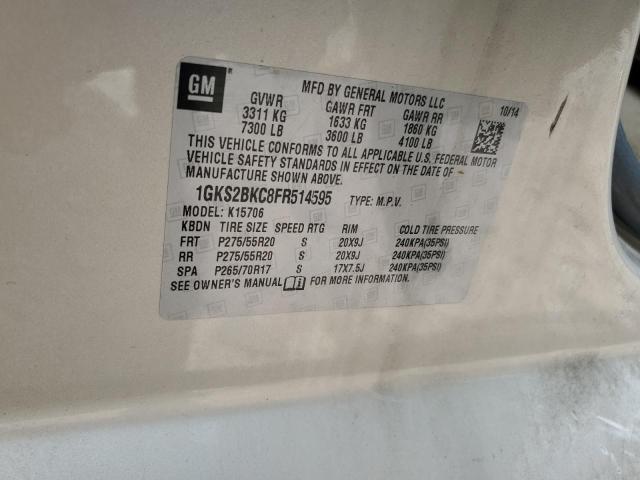 GM
MFD BY GENERAL MOTORS LLC
10/14
GVWR GAWR FRT GAWR RR
3311 KG 1633 KG 1860 KG
7300 LB 3600 LB 4100 LB
THIS VEHICLE CONFORMS TO ALL APPLICABLE U.S. FEDERAL MOTOR
VEHICLE SAFETY STANDARDS IN EFFECT ON THE DATE OF
MANUFACTURE SHOWN ABOVE.
1GKS2BKC8FR514595 TYPE: M.P.V.
MODEL: K15706
KBDN TIRE SIZE SPEED RTG RIM COLD TIRE PRESSURE
FRT P275/55R20 S 20X9J 240KPA(35PSI)
RR P275/55R20 S 20X9J 240KPA(35PSI)
SPA P265/70R17 S 17X7.5J 240KPA(35PSI)
SEE OWNER'S MANUAL FOR MORE INFORMATION.